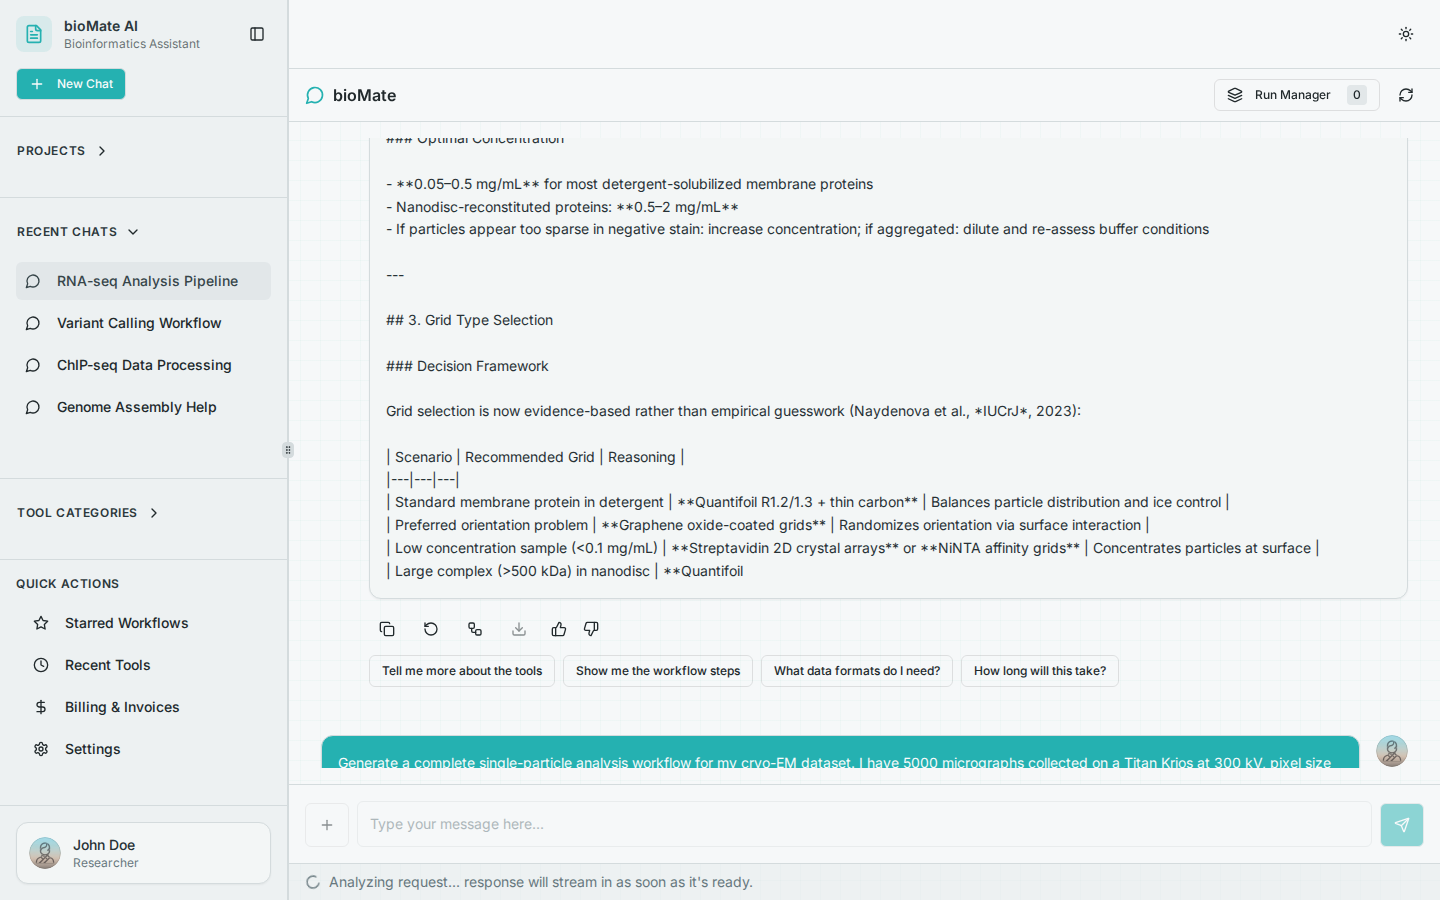 bioMate AI
Bioinformatics Assistant
New Chat
PROJECTS
RECENT CHATS
RNA-seq Analysis Pipeline
Variant Calling Workflow
ChIP-seq Data Processing
Genome Assembly Help
TOOL CATEGORIES
QUICK ACTIONS
Starred Workflows
Recent Tools
Billing & Invoices
Settings
John Doe
Researcher
bioMate
Run Manager 0
### Optimal Concentration
- **0.05–0.5 mg/mL** for most detergent-solubilized membrane proteins
- Nanodisc-reconstituted proteins: **0.5–2 mg/mL**
- If particles appear too sparse in negative stain: increase concentration; if aggregated: dilute and re-assess buffer conditions
---
## 3. Grid Type Selection
### Decision Framework
Grid selection is now evidence-based rather than empirical guesswork (Naydenova et al., *IUCrJ*, 2023):
| Scenario | Recommended Grid | Reasoning |
|---|---|---|
| Standard membrane protein in detergent | **Quantifoil R1.2/1.3 + thin carbon** | Balances particle distribution and ice control |
| Preferred orientation problem | **Graphene oxide-coated grids** | Randomizes orientation via surface interaction |
| Low concentration sample (<0.1 mg/mL) | **Streptavidin 2D crystal arrays** or **NiNTA affinity grids** | Concentrates particles at surface |
| Large complex (>500 kDa) in nanodisc | **Quantifoil
Tell me more about the tools
Show me the workflow steps
What data formats do I need?
How long will this take?
Generate a complete single-particle analysis workflow for my cryo-EM dataset. I have 5000 micrographs collected on a Titan Krios at 300 kV, pixel size
Type your message here...
Analyzing request... response will stream in as soon as it's ready.